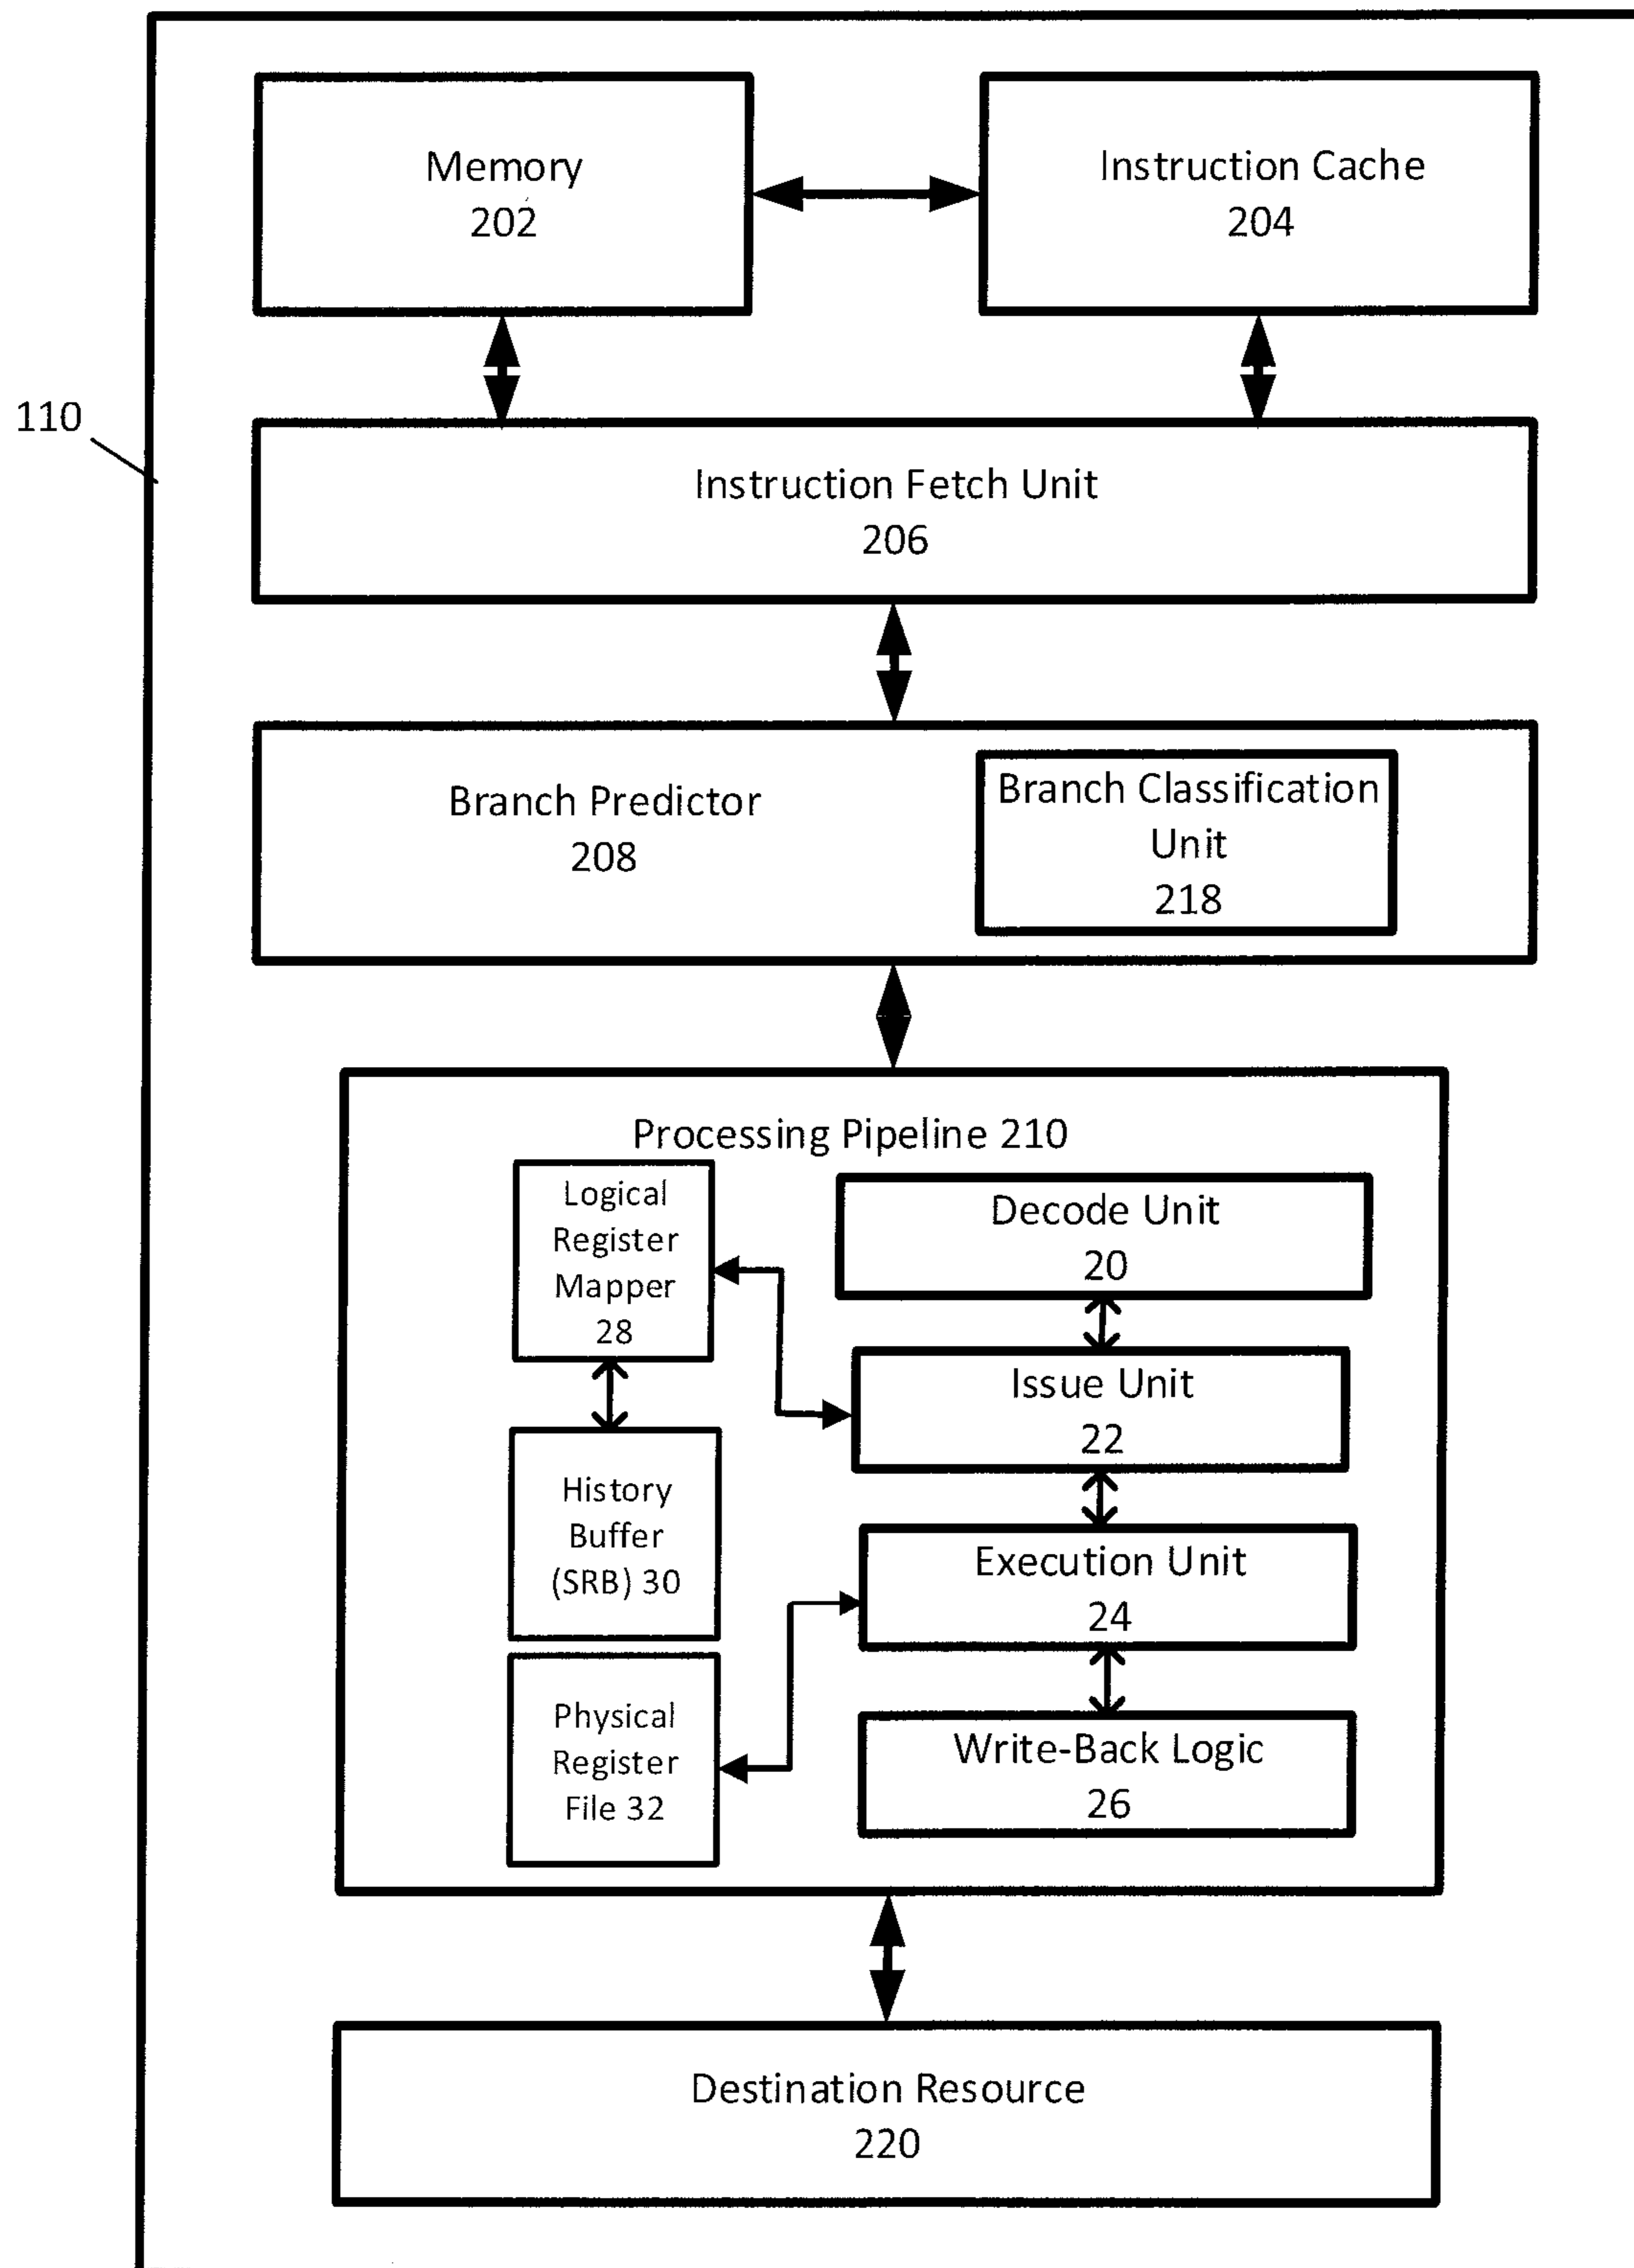 Memory
202
Instruction Cache
204
110
Instruction Fetch Unit
206
Branch Predictor
208
Branch Classification
Unit
218
Processing Pipeline 210
Logical
Register
Mapper
28
Decode Unit
20
Issue Unit
22
History
Buffer
(SRB) 30
Execution Unit
24
Physical
Register
File 32
Write-Back Logic
26
Destination Resource
220